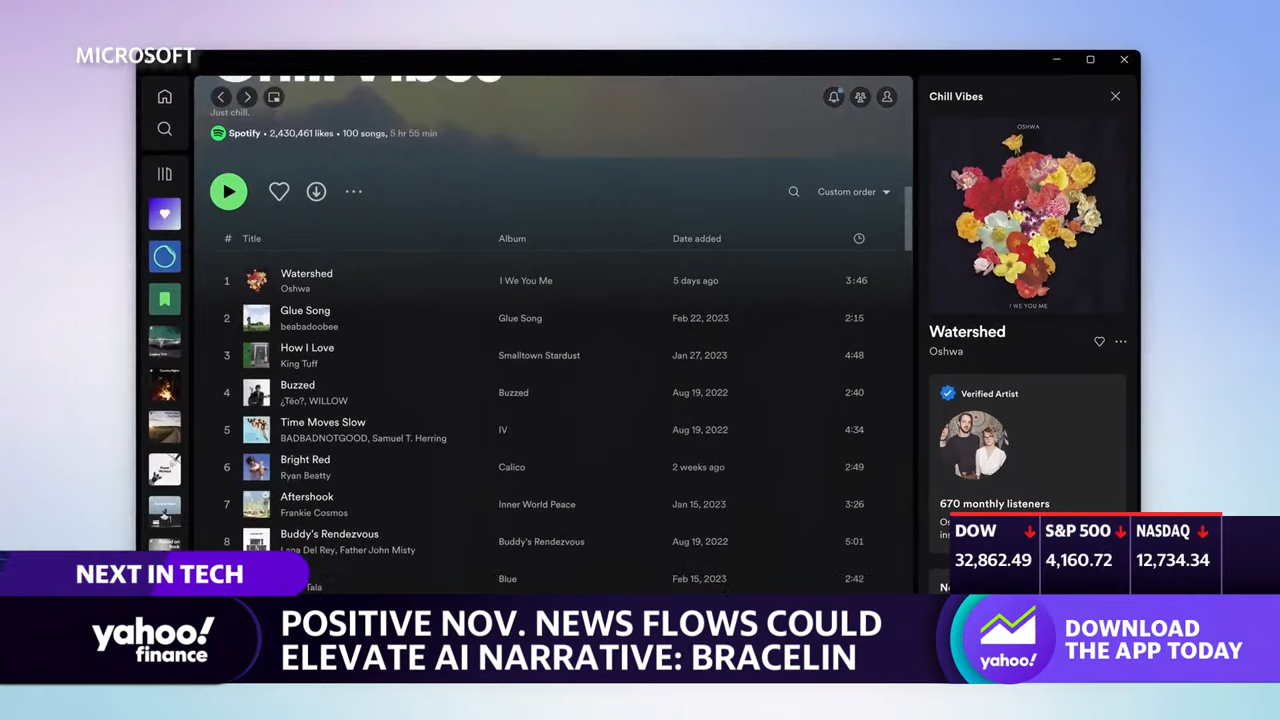 MICROSOFT
Chill Vibes
Just chill.
Spotify • 2,430,461 likes • 100 songs, 5 hr 55 min
Custom order
# Title Album Date added
1 Watershed I We You Me 5 days ago 3:46
Oshwa
2 Glue Song Glue Song Feb 22, 2023 2:15
beabadoobee
3 How I Love Smalltown Stardust Jan 27, 2023 4:48
King Tuff
4 Buzzed Buzzed Aug 19, 2022 2:40
¿Téo?, WILLOW
5 Time Moves Slow IV Aug 19, 2022 4:34
BADBADNOTGOOD, Samuel T. Herring
6 Bright Red Calico 2 weeks ago 2:49
Ryan Beatty
7 Aftershook Inner World Peace Jan 15, 2023 3:26
Frankie Cosmos
8 Buddy's Rendezvous Buddy's Rendezvous Aug 19, 2022 5:01
Lana Del Rey, Father John Misty
Blue Feb 15, 2023 2:42
Tala
Chill Vibes
OSHWA
I WE YOU ME
Watershed
Oshwa
Verified Artist
670 monthly listeners
DOW S&P 500 NASDAQ
32,862.49 4,160.72 12,734.34
NEXT IN TECH
yahoo!
finance
POSITIVE NOV. NEWS FLOWS COULD
ELEVATE AI NARRATIVE: BRACELIN
yahoo!
DOWNLOAD
THE APP TODAY